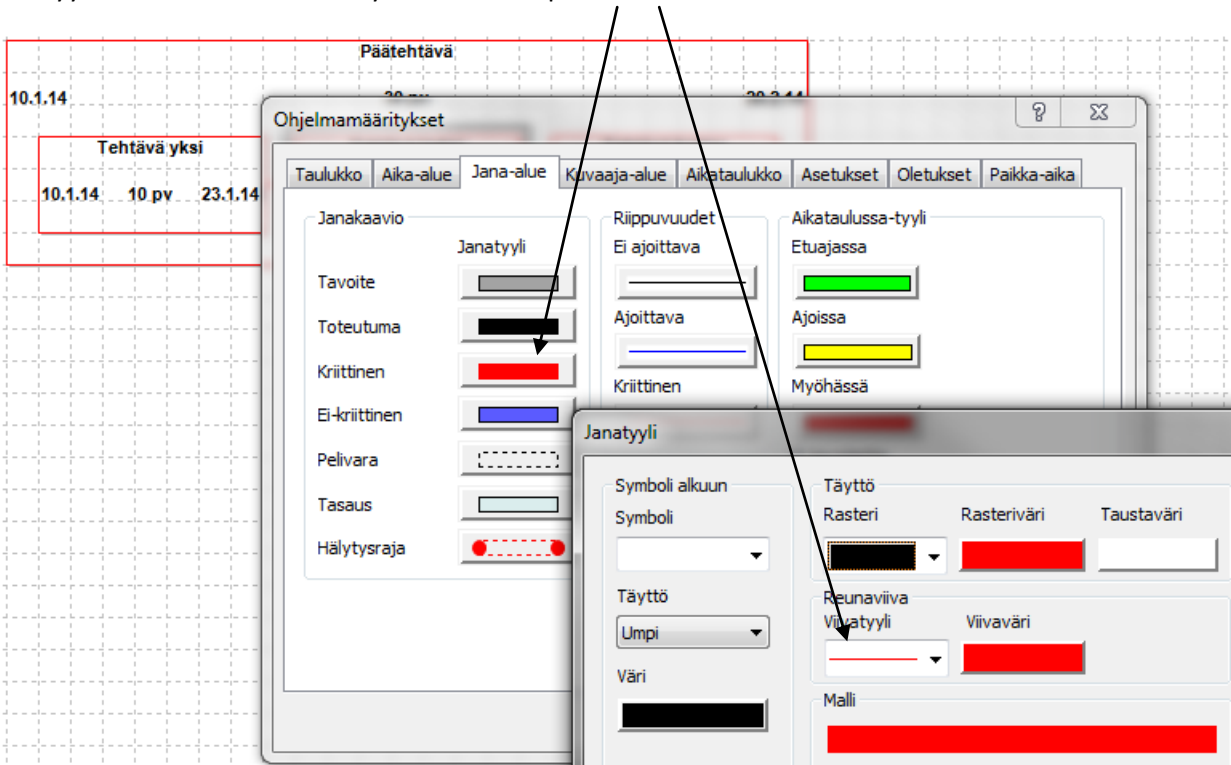 Päätehtävä
10.1.14
Tehtävä yksi
10.1.14 10 pv 23.1.14
Ohjelmamääritykset
Taulukko Aika-alue Jana-alue Kuvaaja-alue Aikataulukko Asetukset Oletukset Paikka-aika
Janakaavio
Janatyyli
Tavoite
Toteutuma
Kriittinen
Ei-kriittinen
Pelivara
Tasaus
Hälytysraja
Riippuvuudet
Ei ajoittava
Ajoittava
Kriittinen
Aikataulussa-tyyli
Etuajassa
Ajoissa
Myöhässä
Janatyyli
Symboli alkuun
Symboli
Täyttö
Umpi
Väri
Täyttö
Rasteri Rasteriväri Taustaväri
Reunaviiva
Viivatyyli Viivaväri
Malli